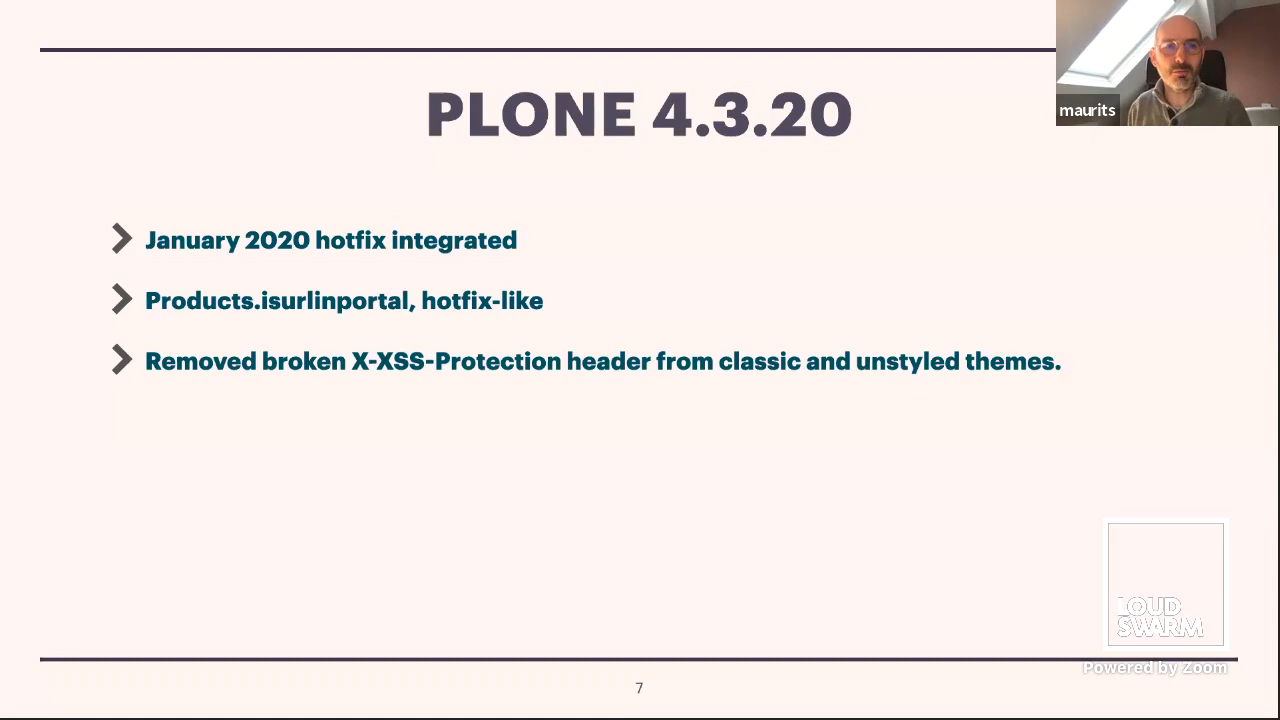 PLONE 4.3.20
maurits
January 2020 hotfix integrated
Products.isurlinportal, hotfix-like
Removed broken X-XSS-Protection header from classic and unstyled themes.
LOUD
SWARM
Powered by Zoom
7